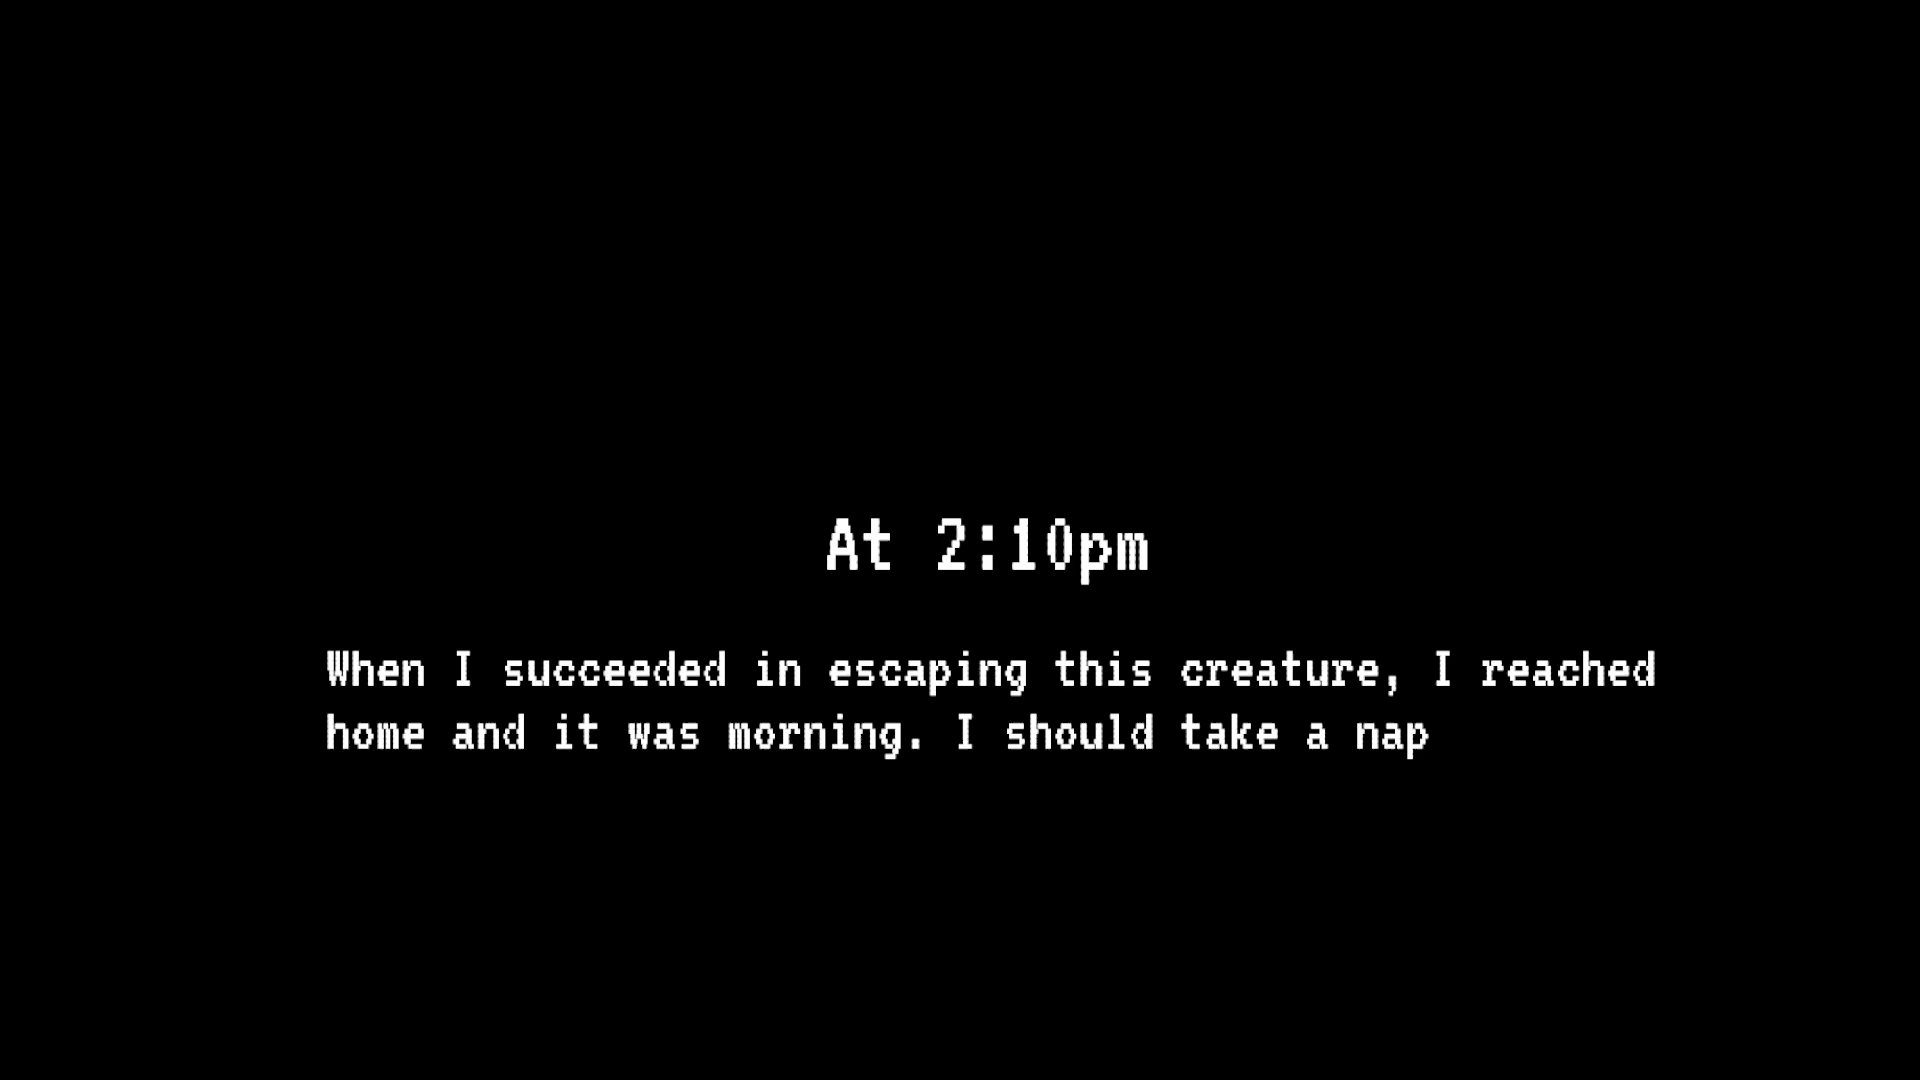 At 2:10pm
When I succeeded in escaping this creature, I reached
home and it was morning. I should take a nap